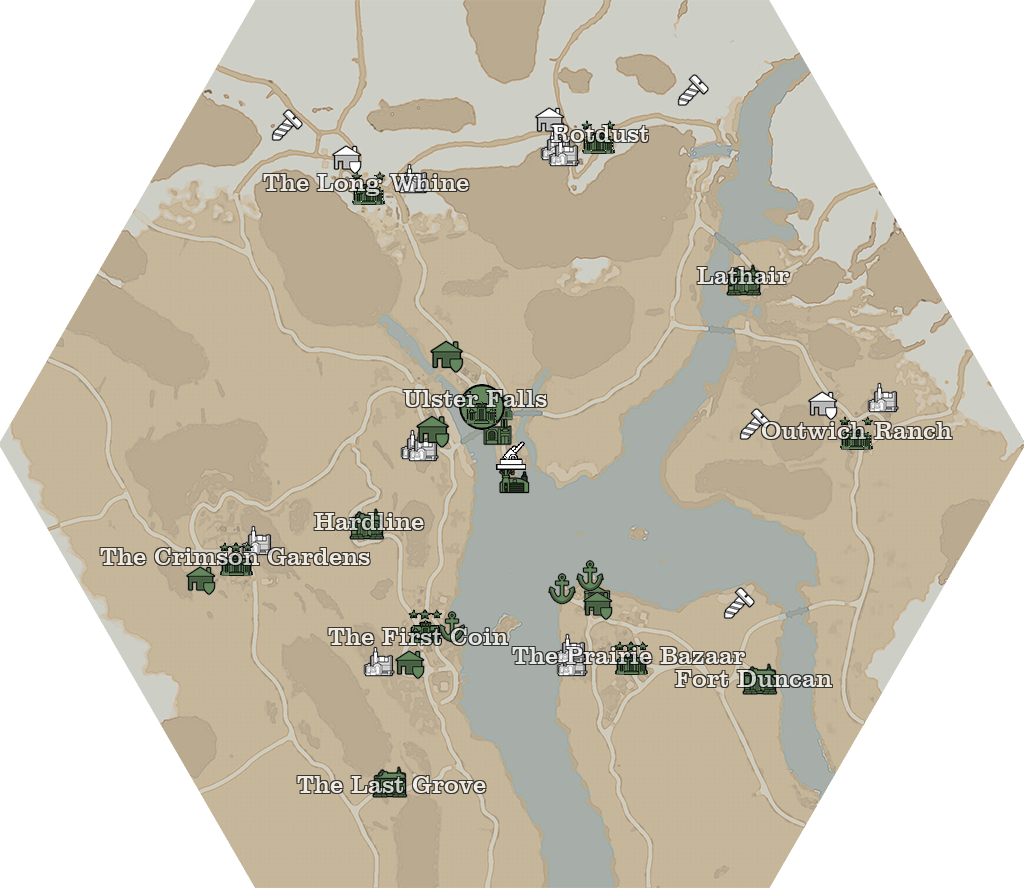 Rotdust
The Long Whine
Lathair
Ulster Falls
Outwich Ranch
Hardline
The Crimson Gardens
The First Coin
The Prairie Bazaar
Fort Duncan
The Last Grove